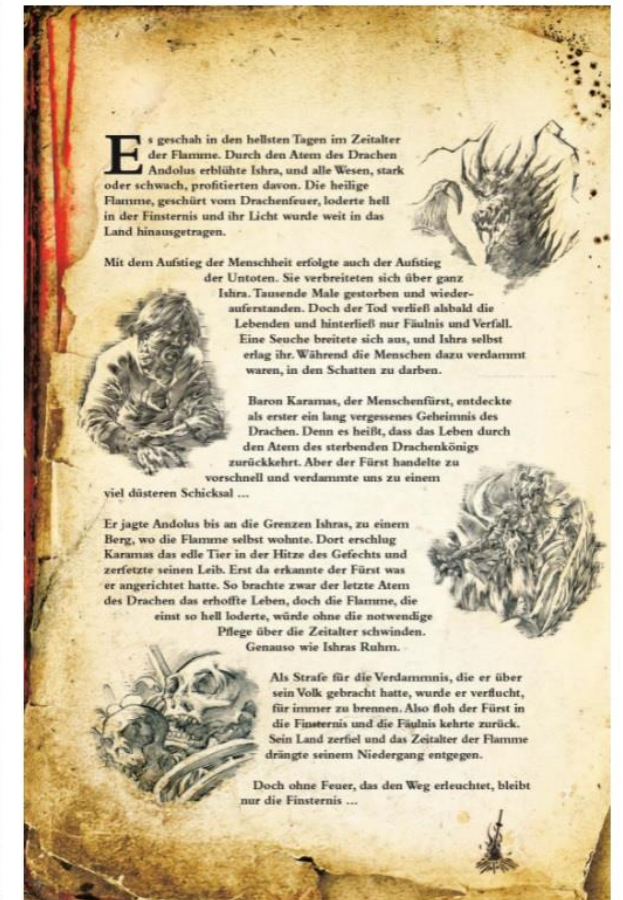 Es geschah in den hellsten Tagen im Zeitalter
der Flamme. Durch den Atem des Drachen
Andolus erblühte Ishra, und alle Wesen, stark
oder schwach, profitierten davon. Die heilige
Flamme, geschürt vom Drachenfeuer, loderte hell
in der Finsternis und ihr Licht wurde weit in das
Land hinausgetragen.
Mit dem Aufstieg der Menschheit erfolgte auch der Aufstieg
der Untoten. Sie verbreiteten sich über ganz
Ishra. Tausende Male gestorben und wieder-
auferstanden. Doch der Tod verließ alsbald die
Lebenden und hinterließ nur Fäulnis und Verfall.
Eine Seuche breitete sich aus, und Ishra selbst
erlag ihr. Während die Menschen dazu verdammt
waren, in den Schatten zu darben.
Baron Karamas, der Menschenfürst, entdeckte
als erster ein lang vergessenes Geheimnis des
Drachen. Denn es heißt, dass das Leben durch
den Atem des sterbenden Drachenkönigs
zurückkehrt. Aber der Fürst handelte zu
vorschnell und verdammte uns zu einem
viel düsteren Schicksal ...
Er jagte Andolus bis an die Grenzen Ishras, zu einem
Berg, wo die Flamme selbst wohnte. Dort erschlug
Karamas das edle Tier in der Hitze des Gefechts und
zerfetzte seinen Leib. Erst da erkannte der Fürst was
er angerichtet hatte. So brachte zwar der letzte Atem
des Drachen das erhoffte Leben, doch die Flamme, die
einst so hell loderte, würde ohne die notwendige
Pflege über die Zeitalter schwinden.
Genauso wie Ishras Ruhm.
Als Strafe für die Verdammnis, die er über
sein Volk gebracht hatte, wurde er verflucht,
für immer zu brennen. Also floh der Fürst in
die Finsternis und die Fäulnis kehrte zurück.
Sein Land zerfiel und das Zeitalter der Flamme
drängte seinem Niedergang entgegen.
Doch ohne Feuer, das den Weg erleuchtet, bleibt
nur die Finsternis ...